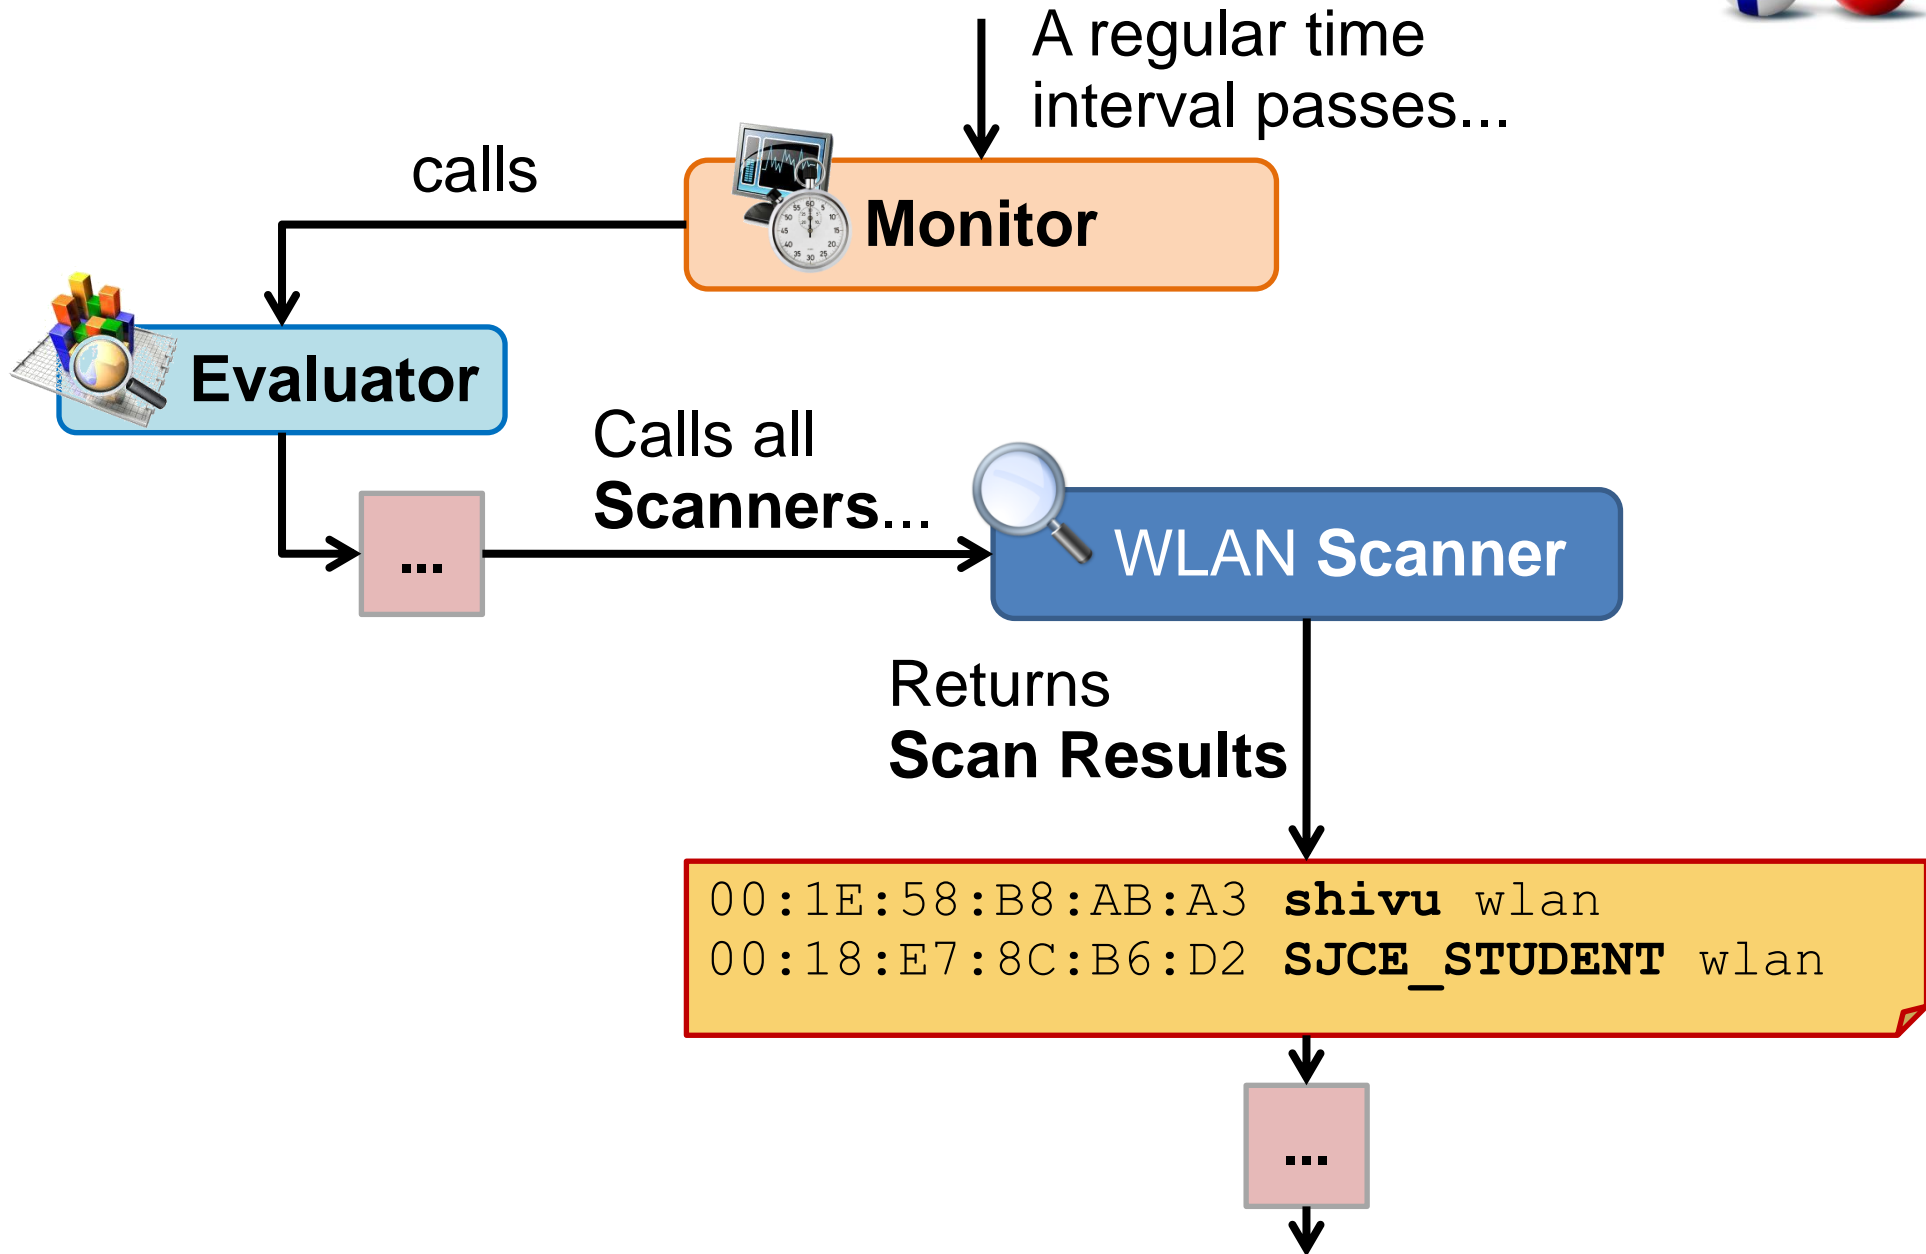 A regular time
interval passes...
calls
Monitor
Evaluator
Calls all
Scanners...
...
WLAN Scanner
Returns
Scan Results
00:1E:58:B8:AB:A3 shivu wlan
00:18:E7:8C:B6:D2 SJCE_STUDENT wlan
...